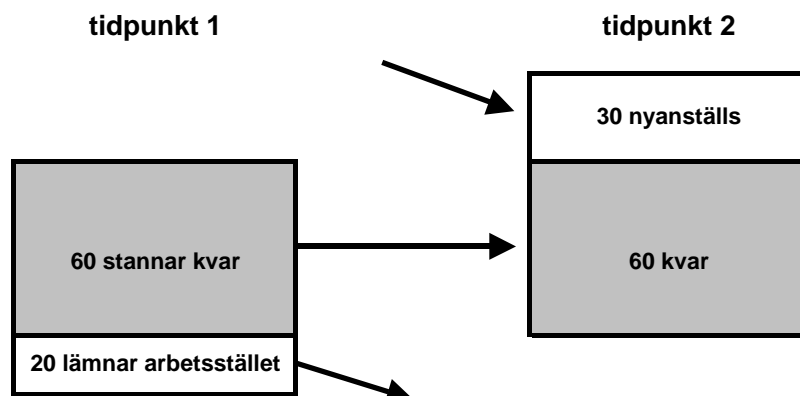 tidpunkt 1
tidpunkt 2
30 nyanställs
60 stannar kvar
60 kvar
20 lämnar arbetsstället